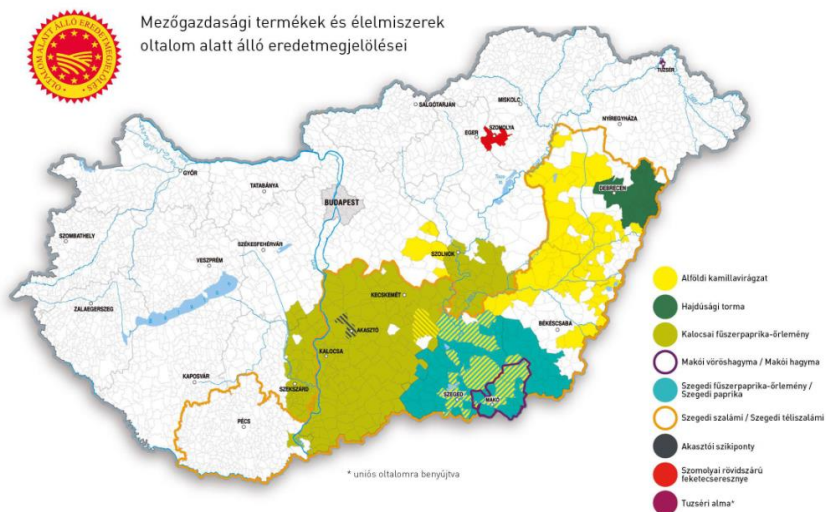 Mezőgazdasági termékek és élelmiszerek
oltalom alatt álló eredetmegjelölései
OLTALOM ALATT ÁLLÓ EREDETMEGJELÖLÉS
TUZSÉR
SALGÓTARJÁN
MISKOLC
NYÍREGYHÁZA
EGER
SZOMOLYA
GYŐR
TATABÁNYA
BUDAPEST
DEBRECEN
SZOMBATHELY
SZÉKESFEHÉRVÁR
VESZPRÉM
SZOLNOK
ZALAEGERSZEG
KECSKEMÉT
AKASZTÓ
BÉKÉSCSABA
KALOCSA
KAPOSVÁR
SZEKSZÁRD
SZEGED
MAKÓ
PÉCS
Alföldi kamillavirágzat
Hajdúsági torma
Kalocsai fűszerpaprika-őrlemény
Makói vöröshagyma / Makói hagyma
Szegedi fűszerpaprika-őrlemény /
Szegedi paprika
Szegedi szalámi / Szegedi téliszalámi
Akasztói szikiponty
Szomolyai rövidszárú
feketecseresznye
Tuzséri alma*
* uniós oltalomra benyújtva